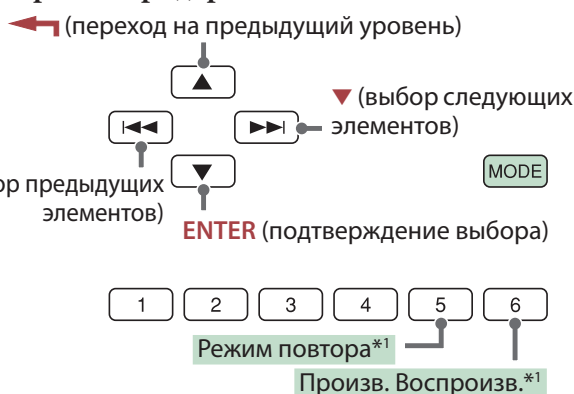 (переход на предыдущий уровень)
▼ (выбор следующих
элементов)
предыдущих
элементов)
MODE
ENTER (подтверждение выбора)
1 2 3 4 5 6
Режим повтора*1
Произв. Воспроизв.*1